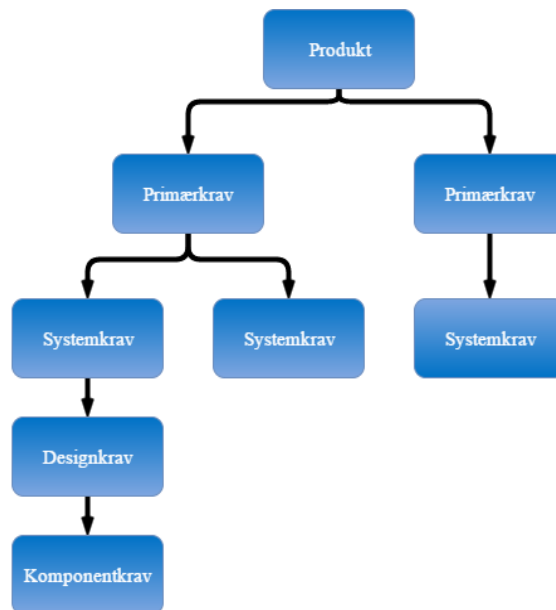 Produkt
Primærkrav
Primærkrav
Systemkrav
Systemkrav
Systemkrav
Designkrav
Komponentkrav